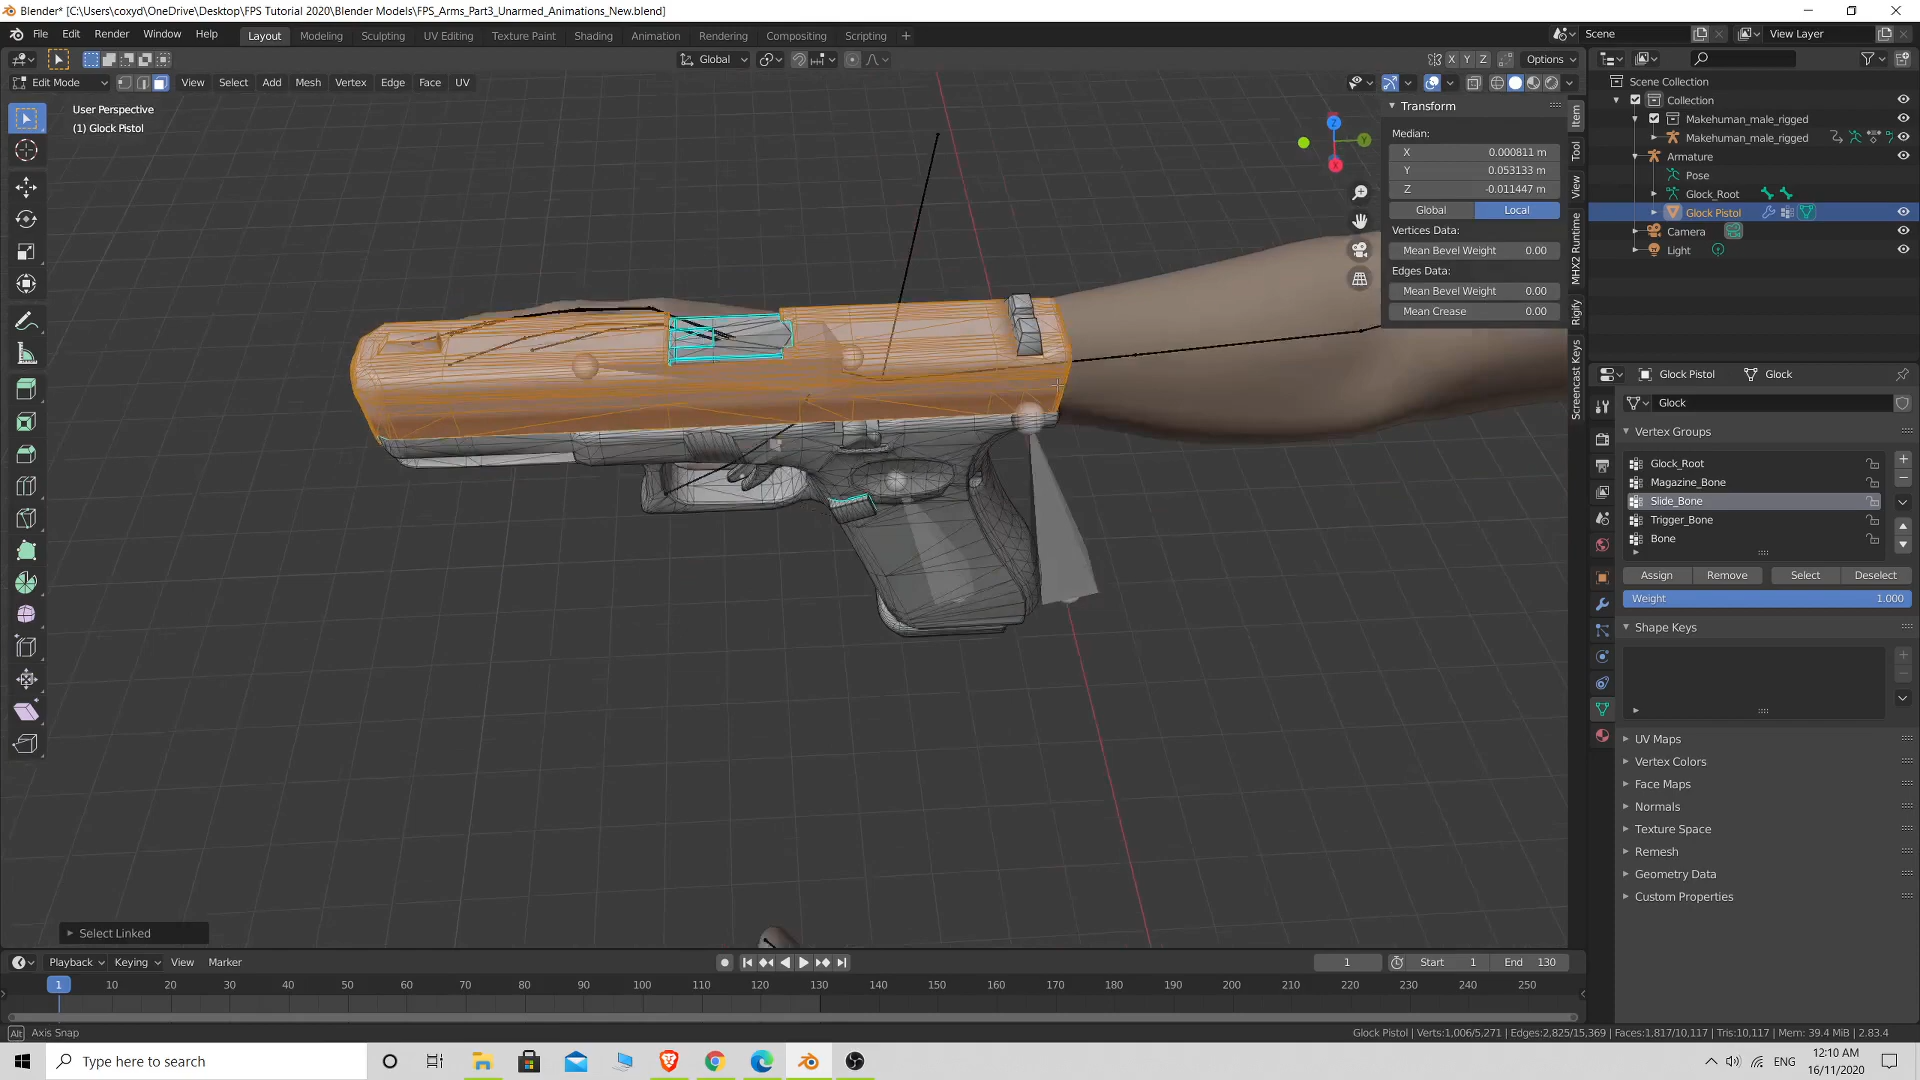 Blender* [C:\Users\coxyd\OneDrive\Desktop\FPS Tutorial 2020\Blender Models\FPS_Arms_Part3_Unarmed_Animations_New.blend]
File Edit Render Window Help Layout Modeling Sculpting UV Editing Texture Paint Shading Animation Rendering Compositing Scripting + Scene View Layer
Global X Y Z Options
Edit Mode View Select Add Mesh Vertex Edge Face UV
User Perspective
(1) Glock Pistol
Z
Y
X
Transform
Median:
X 0.000811 m
Y 0.053133 m
Z -0.011447 m
Global Local
Vertices Data:
Mean Bevel Weight 0.00
Edges Data:
Mean Bevel Weight 0.00
Mean Crease 0.00
Item
Tool
View
MHX2 Runtime
Rigify
Screencast Keys
Scene Collection
Collection
Makehuman_male_rigged
Makehuman_male_rigged
Armature
Pose
Glock_Root
Glock Pistol
Camera
Light
Glock Pistol Glock
Glock
Vertex Groups
Glock_Root
Magazine_Bone
Slide_Bone
Trigger_Bone
Bone
Assign Remove Select Deselect
Weight 1.000
Shape Keys
UV Maps
Vertex Colors
Face Maps
Normals
Texture Space
Remesh
Geometry Data
Custom Properties
Select Linked
Playback Keying View Marker 1 Start 1 End 130
1 10 20 30 40 50 60 70 80 90 100 110 120 130 140 150 160 170 180 190 200 210 220 230 240 250
Alt Axis Snap
Glock Pistol | Verts:1,006/5,271 | Edges:2,825/15,369 | Faces:1,817/10,117 | Tris:10,117 | Mem: 39.4 MiB | 2.83.4
Type here to search
ENG
12:10 AM
16/11/2020